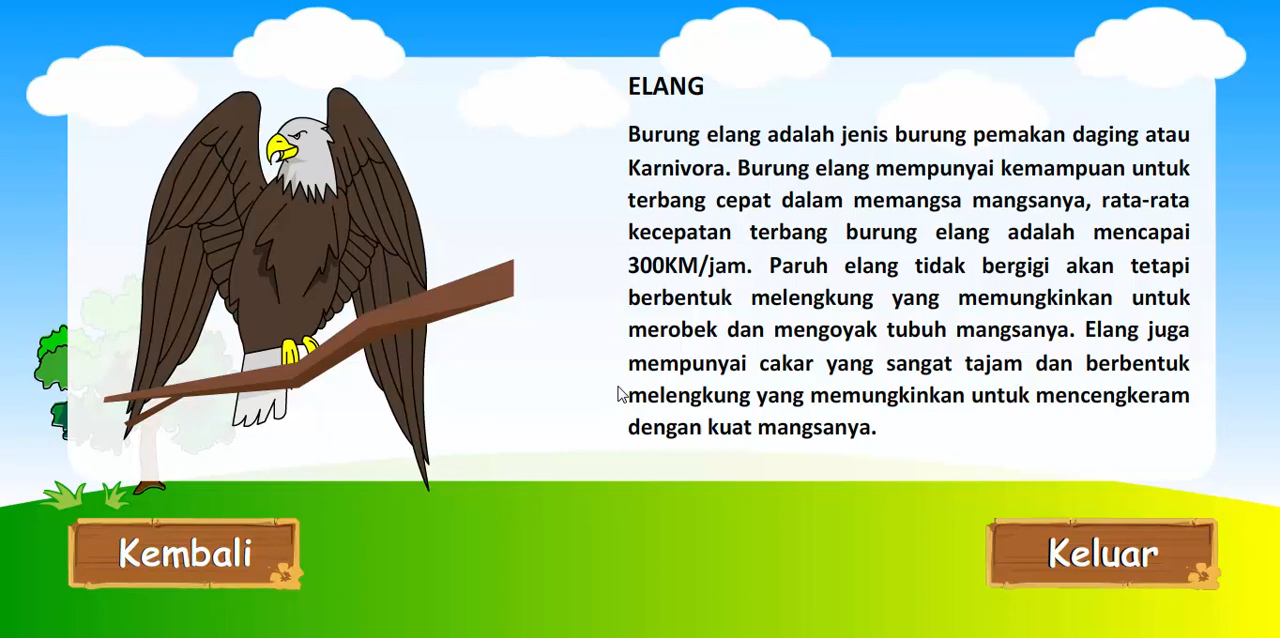 ELANG
Burung elang adalah jenis burung pemakan daging atau
Karnivora. Burung elang mempunyai kemampuan untuk
terbang cepat dalam memangsa mangsanya, rata-rata
kecepatan terbang burung elang adalah mencapai
300KM/jam. Paruh elang tidak bergigi akan tetapi
berbentuk melengkung yang memungkinkan untuk
merobek dan mengoyak tubuh mangsanya. Elang juga
mempunyai cakar yang sangat tajam dan berbentuk
melengkung yang memungkinkan untuk mencengkeram
dengan kuat mangsanya.
Kembali
Keluar